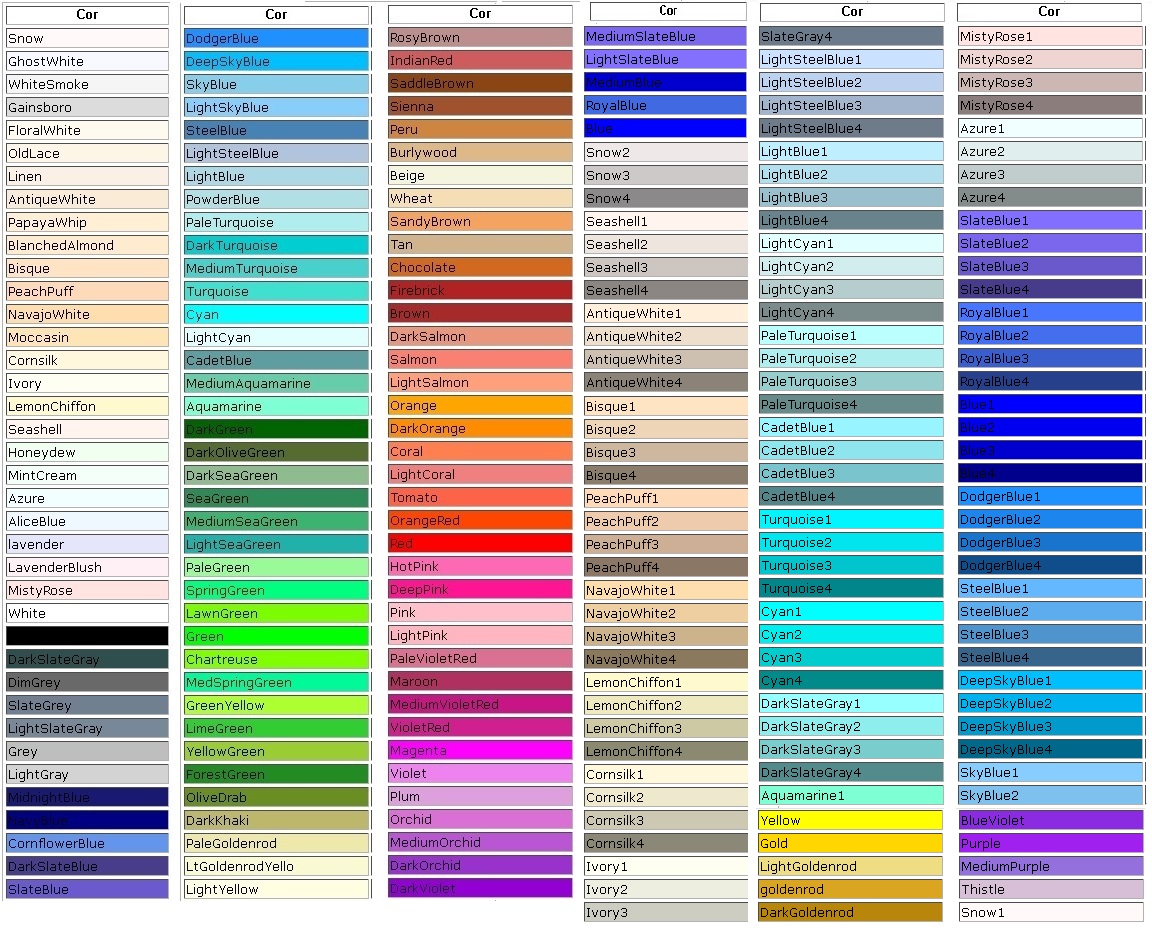 Cor
Snow
GhostWhite
WhiteSmoke
Gainsboro
FloralWhite
OldLace
Linen
AntiqueWhite
PapayaWhip
BlanchedAlmond
Bisque
PeachPuff
NavajoWhite
Moccasin
Cornsilk
Ivory
LemonChiffon
Seashell
Honeydew
MintCream
Azure
AliceBlue
lavender
LavenderBlush
MistyRose
White
DarkSlateGray
DimGrey
SlateGrey
LightSlateGray
Grey
LightGray
MidnightBlue
CornflowerBlue
DarkSlateBlue
SlateBlue
Cor
DodgerBlue
DeepSkyBlue
SkyBlue
LightSkyBlue
SteelBlue
LightSteelBlue
LightBlue
PowderBlue
PaleTurquoise
DarkTurquoise
MediumTurquoise
Turquoise
Cyan
LightCyan
CadetBlue
MediumAquamarine
Aquamarine
DarkGreen
DarkOliveGreen
DarkSeaGreen
SeaGreen
MediumSeaGreen
LightSeaGreen
PaleGreen
SpringGreen
LawnGreen
Green
Chartreuse
MedSpringGreen
GreenYellow
LimeGreen
YellowGreen
ForestGreen
OliveDrab
DarkKhaki
PaleGoldenrod
LtGoldenrodYello
LightYellow
Cor
RosyBrown
IndianRed
SaddleBrown
Sienna
Peru
Burlywood
Beige
Wheat
SandyBrown
Tan
Chocolate
Firebrick
Brown
DarkSalmon
Salmon
LightSalmon
Orange
DarkOrange
Coral
LightCoral
Tomato
OrangeRed
Red
HotPink
DeepPink
Pink
LightPink
PaleVioletRed
Maroon
MediumVioletRed
VioletRed
Magenta
Violet
Plum
Orchid
MediumOrchid
DarkOrchid
DarkViolet
Cor
MediumSlateBlue
LightSlateBlue
MediumBlue
RoyalBlue
Blue
Snow2
Snow3
Snow4
Seashell1
Seashell2
Seashell3
Seashell4
AntiqueWhite1
AntiqueWhite2
AntiqueWhite3
AntiqueWhite4
Bisque1
Bisque2
Bisque3
Bisque4
PeachPuff1
PeachPuff2
PeachPuff3
PeachPuff4
NavajoWhite1
NavajoWhite2
NavajoWhite3
NavajoWhite4
LemonChiffon1
LemonChiffon2
LemonChiffon3
LemonChiffon4
Cornsilk1
Cornsilk2
Cornsilk3
Cornsilk4
Ivory1
Ivory2
Ivory3
Cor
SlateGray4
LightSteelBlue1
LightSteelBlue2
LightSteelBlue3
LightSteelBlue4
LightBlue1
LightBlue2
LightBlue3
LightBlue4
LightCyan1
LightCyan2
LightCyan3
LightCyan4
PaleTurquoise1
PaleTurquoise2
PaleTurquoise3
PaleTurquoise4
CadetBlue1
CadetBlue2
CadetBlue3
CadetBlue4
Turquoise1
Turquoise2
Turquoise3
Turquoise4
Cyan1
Cyan2
Cyan3
Cyan4
DarkSlateGray1
DarkSlateGray2
DarkSlateGray3
DarkSlateGray4
Aquamarine1
Yellow
Gold
LightGoldenrod
goldenrod
DarkGoldenrod
Cor
MistyRose1
MistyRose2
MistyRose3
MistyRose4
Azure1
Azure2
Azure3
Azure4
SlateBlue1
SlateBlue2
SlateBlue3
SlateBlue4
RoyalBlue1
RoyalBlue2
RoyalBlue3
RoyalBlue4
Blue1
Blue2
Blue3
Blue4
DodgerBlue1
DodgerBlue2
DodgerBlue3
DodgerBlue4
SteelBlue1
SteelBlue2
SteelBlue3
SteelBlue4
DeepSkyBlue1
DeepSkyBlue2
DeepSkyBlue3
DeepSkyBlue4
SkyBlue1
SkyBlue2
BlueViolet
Purple
MediumPurple
Thistle
Snow1